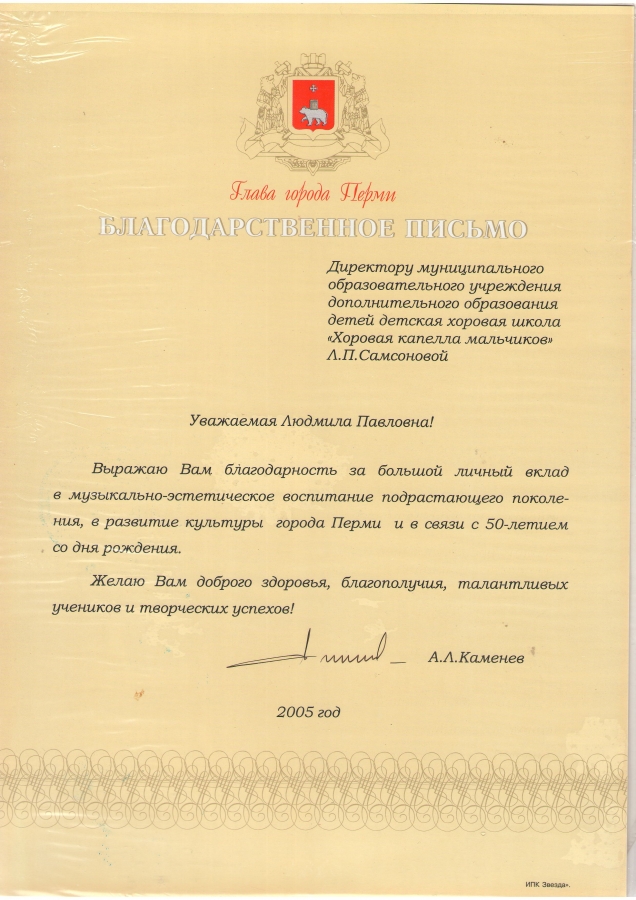 Глава города Перми
БЛАГОДАРСТВЕННОЕ ПИСЬМО
Директору муниципального
образовательного учреждения
дополнительного образования
детей детская хоровая школа
«Хоровая капелла мальчиков»
Л.П.Самсоновой
Уважаемая Людмила Павловна!
Выражаю Вам благодарность за большой личный вклад
в музыкально-эстетическое воспитание подрастающего поколе-
ния, в развитие культуры города Перми и в связи с 50-летием
со дня рождения.
Желаю Вам доброго здоровья, благополучия, талантливых
учеников и творческих успехов!
А.Л.Каменев
2005 год
ИПК Звезда».